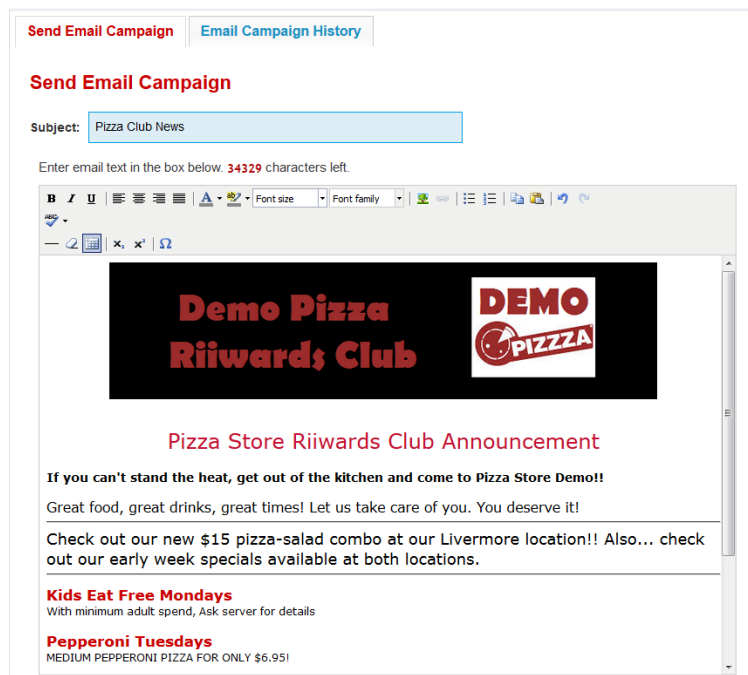 Send Email Campaign
Email Campaign History
Send Email Campaign
Subject: Pizza Club News
Enter email text in the box below. 34329 characters left.
B I U A ab Font size Font family
ABC
x₂ x² Ω
Demo Pizza
Riiwards Club
DEMO
PIZZZA
Pizza Store Riiwards Club Announcement
If you can't stand the heat, get out of the kitchen and come to Pizza Store Demo!!
Great food, great drinks, great times! Let us take care of you. You deserve it!
Check out our new $15 pizza-salad combo at our Livermore location!! Also... check
out our early week specials available at both locations.
Kids Eat Free Mondays
With minimum adult spend, Ask server for details
Pepperoni Tuesdays
MEDIUM PEPPERONI PIZZA FOR ONLY $6.95!